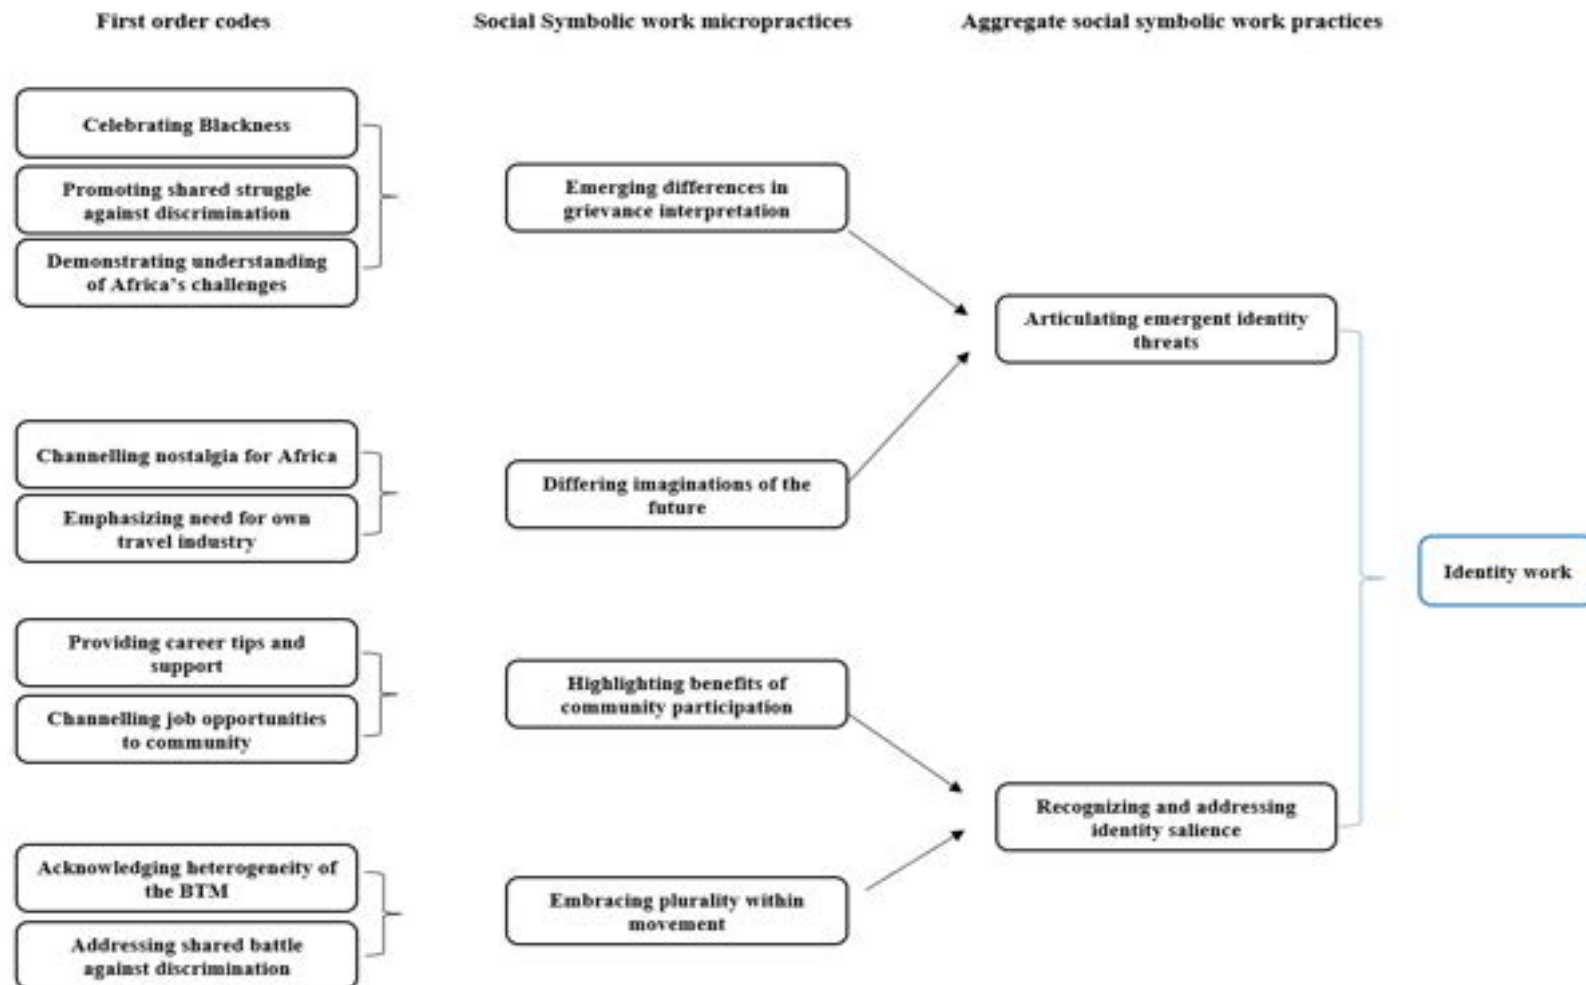 First order codes
Social Symbolic work micropractices
Aggregate social symbolic work practices
Celebrating Blackness
Promoting shared struggle
against discrimination
Demonstrating understanding
of Africa's challenges
Emerging differences in
grievance interpretation
Articulating emergent identity
threats
Channelling nostalgia for Africa
Emphasizing need for own
travel industry
Differing imaginations of the
future
Identity work
Providing career tips and
support
Channelling job opportunities
to community
Highlighting benefits of
community participation
Recognizing and addressing
identity salience
Acknowledging heterogeneity of
the BTM
Addressing shared battle
against discrimination
Embracing plurality within
movement